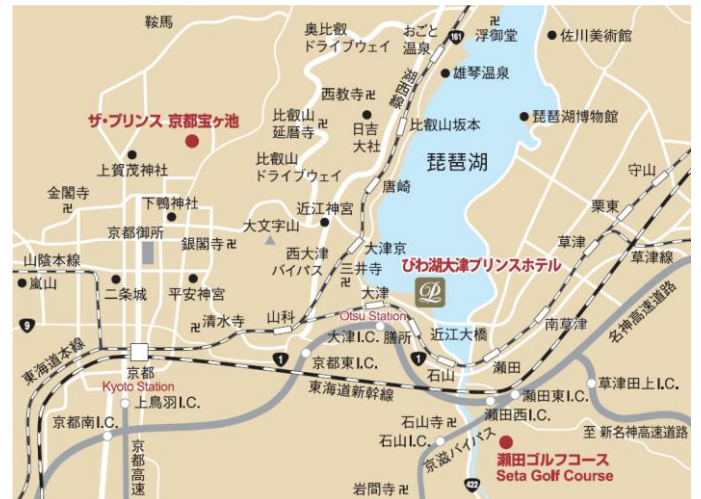 鞍馬
奥比叡
ドライブウェイ
おごと
温泉
161
浮御堂
佐川美術館
湖西線
雄琴温泉
西教寺卍
ザ・プリンス 京都宝ヶ池
比叡山
延暦寺
卍
日吉
大社
比叡山坂本
琵琶湖博物館
上賀茂神社
比叡山
ドライブウェイ
琵琶湖
守山
金閣寺
卍
唐崎
栗東
下鴨神社
近江神宮
京都御所
大文字山
草津
銀閣寺卍
西大津
バイパス
大津京
びわ湖大津プリンスホテル
草津線
山陰本線
三井寺
卍
P
嵐山
二条城
平安神宮
大津
名神高速道路
卍
清水寺
山科
Otsu Station
近江大橋
南草津
9
大津I.C.
膳所
東海道本線
1
京都東I.C.
1
瀬田
京都
Kyoto Station
石山
東海道新幹線
瀬田東I.C.
草津田上I.C.
上鳥羽I.C.
瀬田西I.C.
京都南I.C.
石山寺卍
石山I.C.
京滋バイパス
至 新名神高速道路
京都高速
瀬田ゴルフコース
Seta Golf Course
岩間寺卍
422